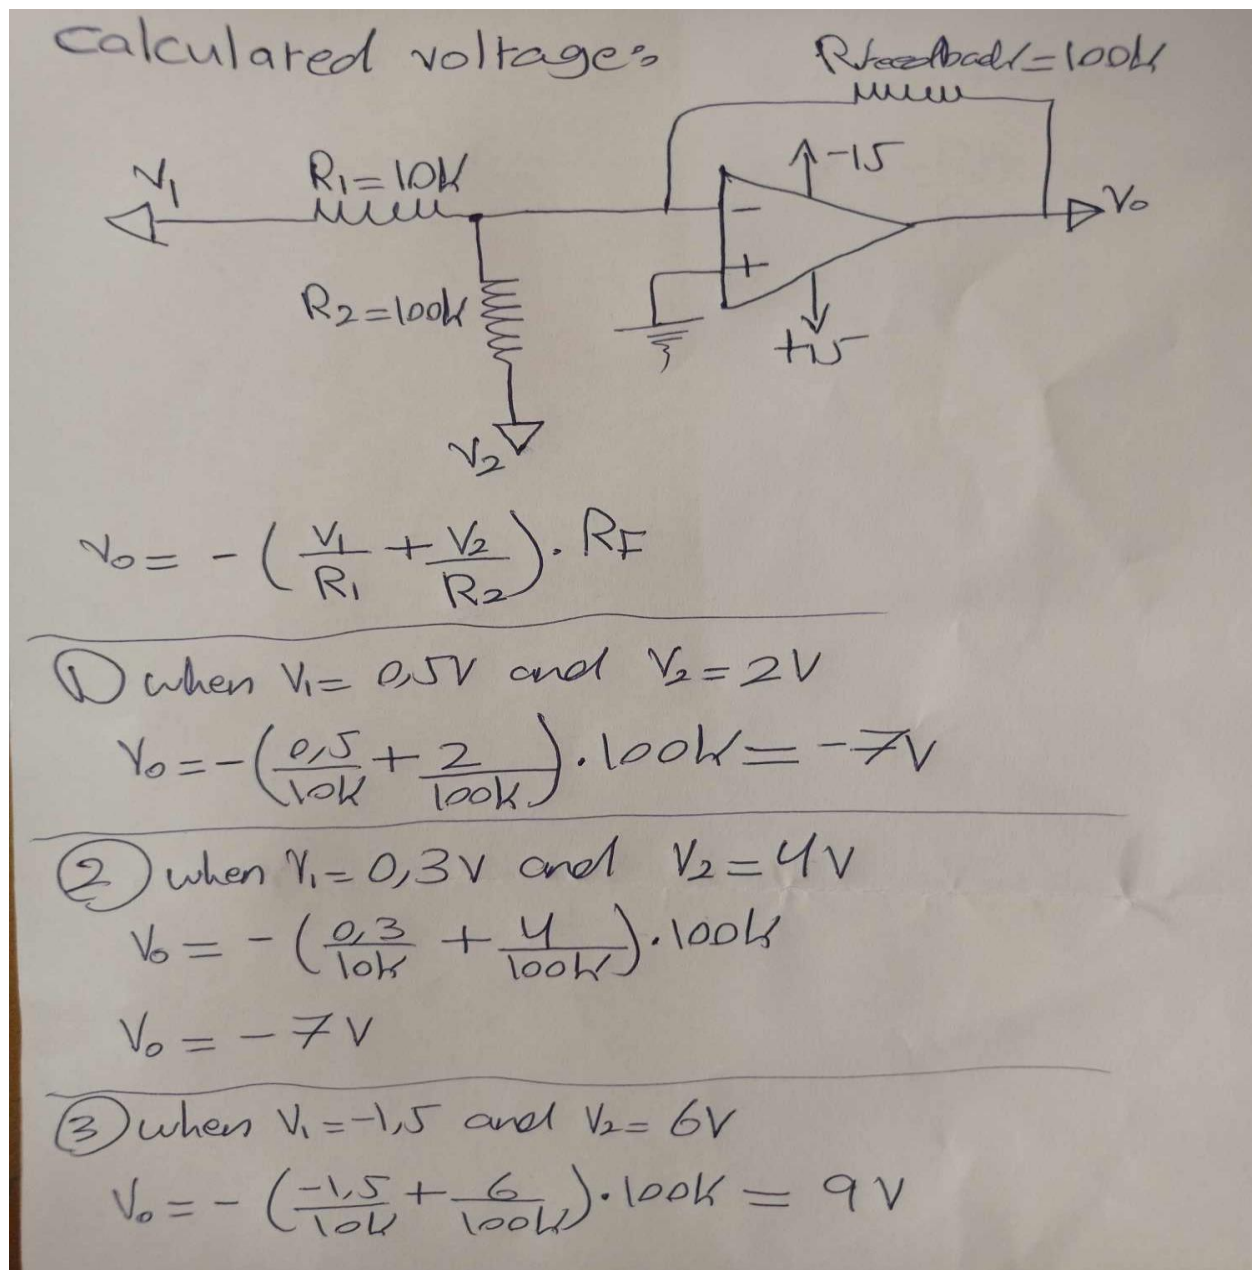 Calculated voltages
Rfeedback=100k
V1
R1=10K
-15
Vo
-
+
R2=100k
+15
V2
Vo = - (V1/R1 + V2/R2) . RF
① when V1= 0,5V and V2=2V
Vo=-(0,5/10K + 2/100k).100K= -7V
② when V1=0,3V and V2=4V
Vo = - (0,3/10k + 4/100k).100k
Vo = -7V
③ when V1=-1,5 and V2=6V
Vo = - (-1,5/10k + 6/100k).100K = 9V